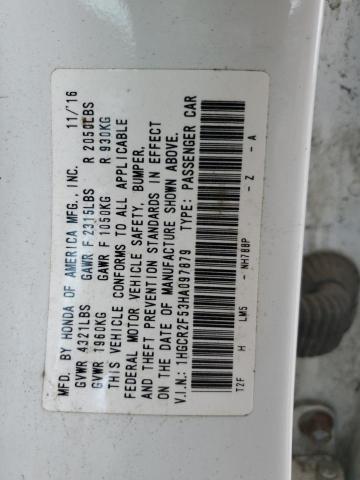 MFD. BY HONDA OF AMERICA MFG., INC. 11/'16
GVWR 4321LBS GAWR F 2315LBS R 2050LBS
GVWR 1960KG GAWR F 1050KG R 930KG
THIS VEHICLE CONFORMS TO ALL APPLICABLE
FEDERAL MOTOR VEHICLE SAFETY, BUMPER,
AND THEFT PREVENTION STANDARDS IN EFFECT
ON THE DATE OF MANUFACTURE SHOWN ABOVE.
V.I.N.: 1HGCR2F53HA097879 TYPE: PASSENGER CAR
T2F H LM5 - NH788P - Z - A